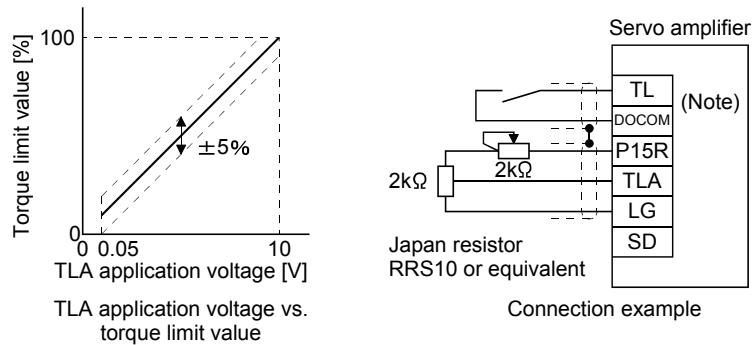 Torque limit value [%]
100
0
0 0.05
10
±5%
TLA application voltage [V]
TLA application voltage vs.
torque limit value
Servo amplifier
TL
(Note)
DOCOM
P15R
2kΩ
2kΩ
TLA
LG
SD
Japan resistor
RRS10 or equivalent
Connection example